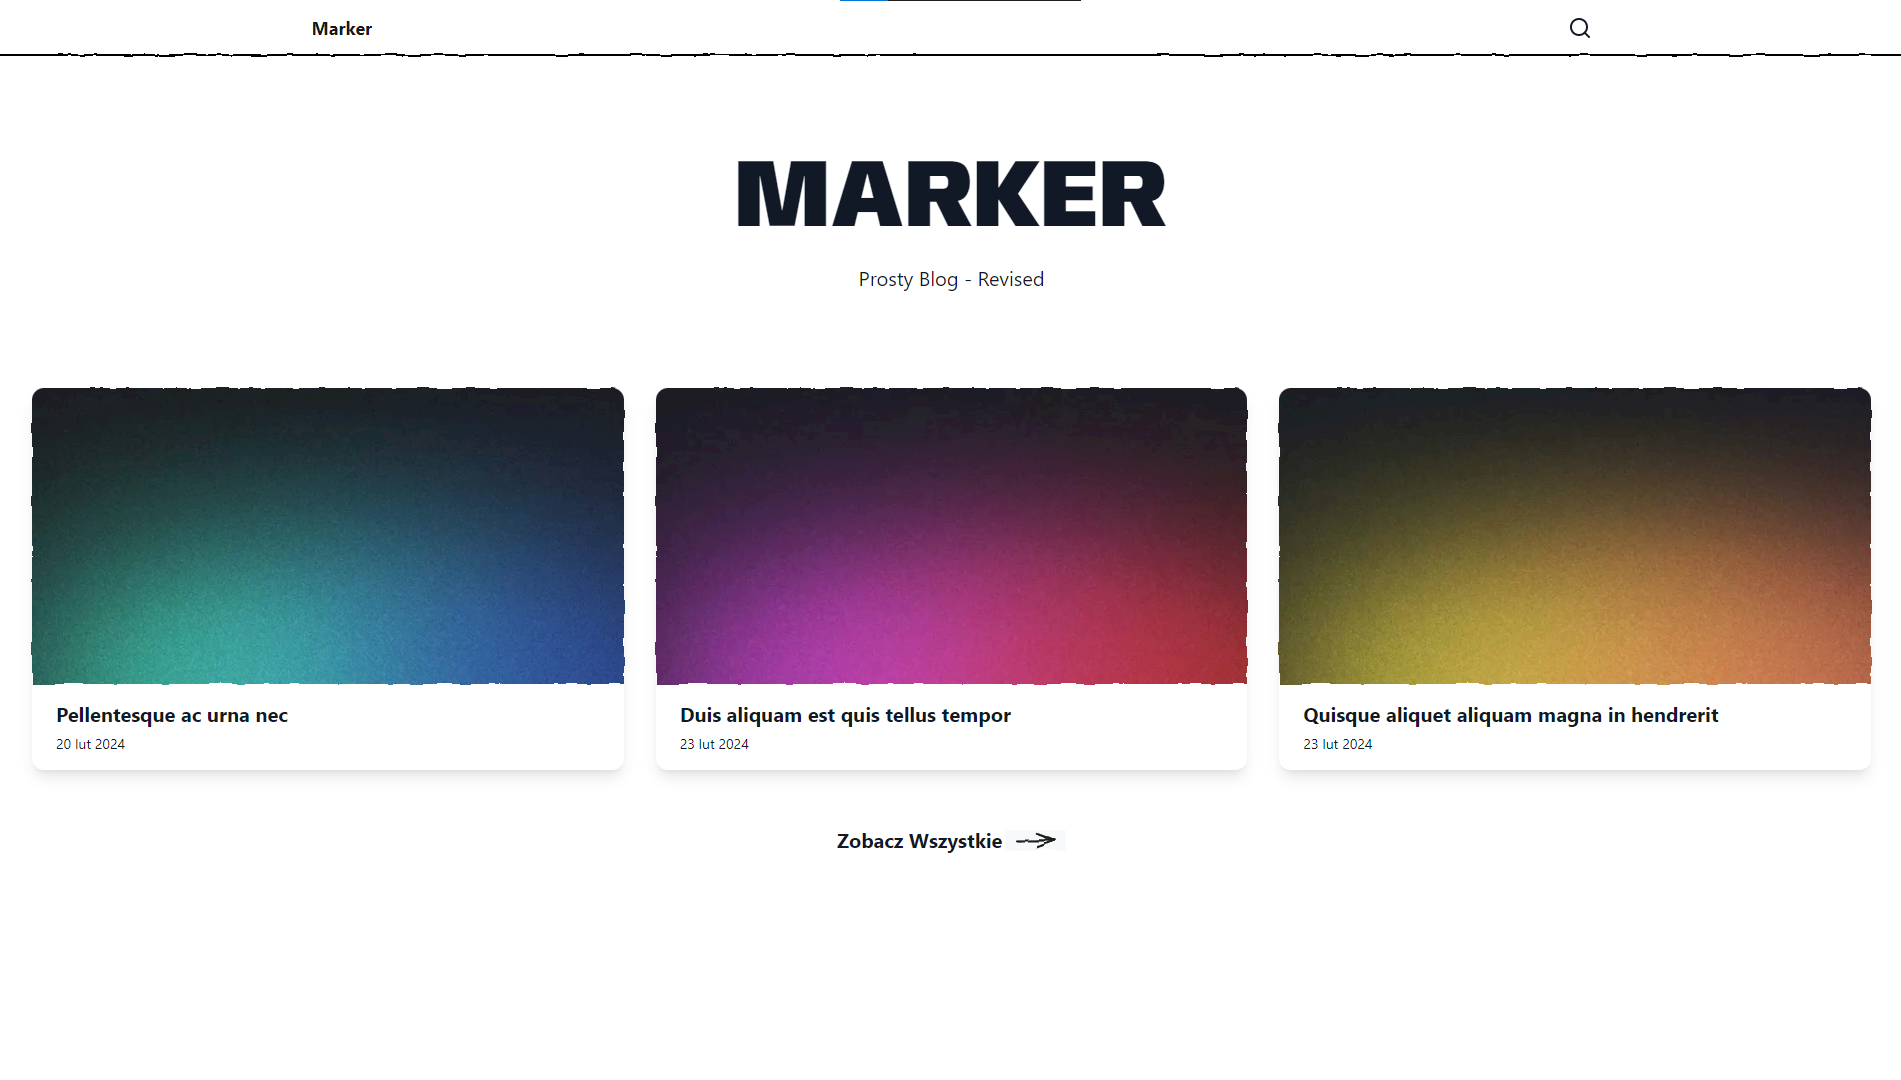 Marker
MARKER
Prosty Blog - Revised
Pellentesque ac urna nec
20 lut 2024
Duis aliquam est quis tellus tempor
23 lut 2024
Quisque aliquet aliquam magna in hendrerit
23 lut 2024
Zobacz Wszystkie